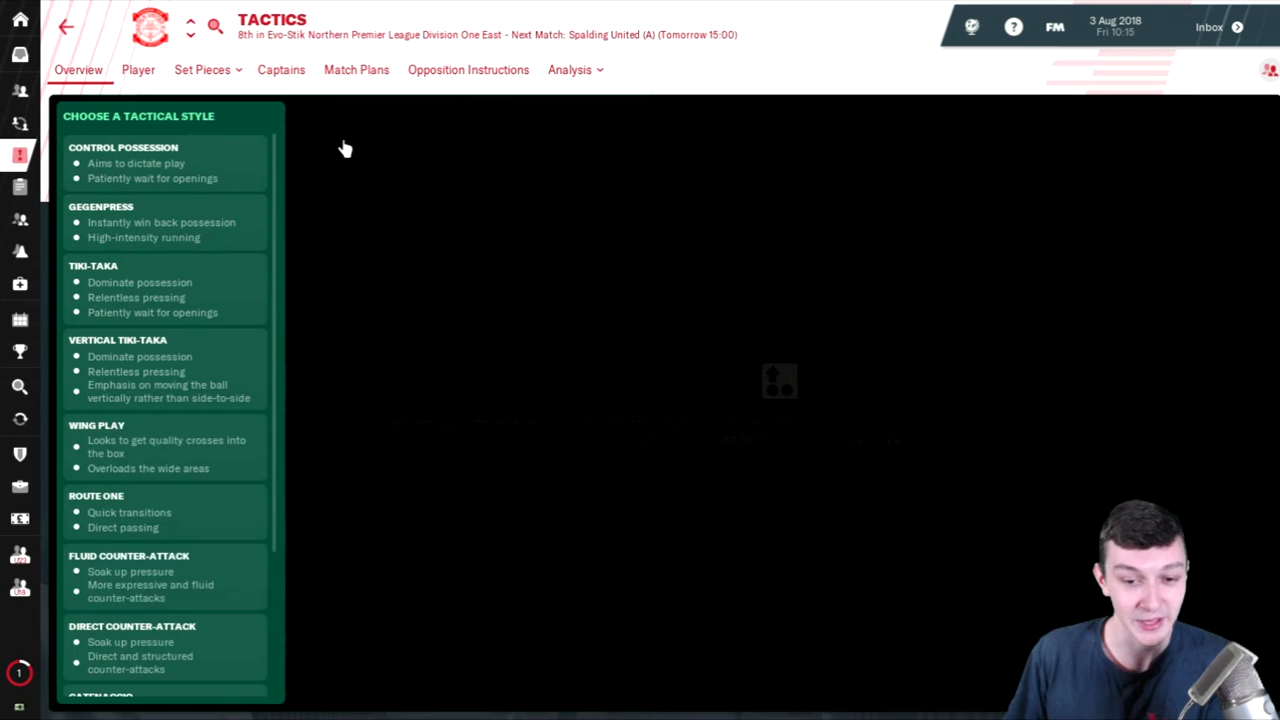 TACTICS
8th in Evo-Stik Northern Premier League Division One East - Next Match: Spalding United (A) (Tomorrow 15:00)
?
FM
3 Aug 2018
Fri 10:15
Inbox
Overview
Player
Set Pieces
Captains
Match Plans
Opposition Instructions
Analysis
CHOOSE A TACTICAL STYLE
CONTROL POSSESSION
Aims to dictate play
Patiently wait for openings
GEGENPRESS
Instantly win back possession
High-intensity running
TIKI-TAKA
Dominate possession
Relentless pressing
Patiently wait for openings
VERTICAL TIKI-TAKA
Dominate possession
Relentless pressing
Emphasis on moving the ball
vertically rather than side-to-side
WING PLAY
Looks to get quality crosses into
the box
Overloads the wide areas
ROUTE ONE
Quick transitions
Direct passing
FLUID COUNTER-ATTACK
Soak up pressure
More expressive and fluid
counter-attacks
DIRECT COUNTER-ATTACK
Soak up pressure
Direct and structured
counter-attacks
CATENACCIO
U23
U18
1